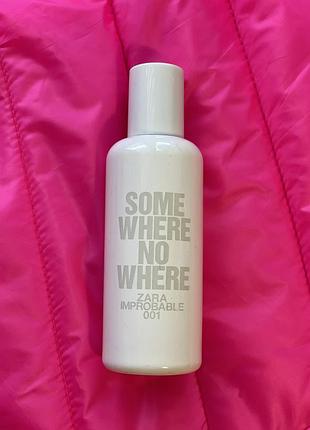 SOME
WHERE
NO
WHERE
ZARA
IMPROBABLE
001